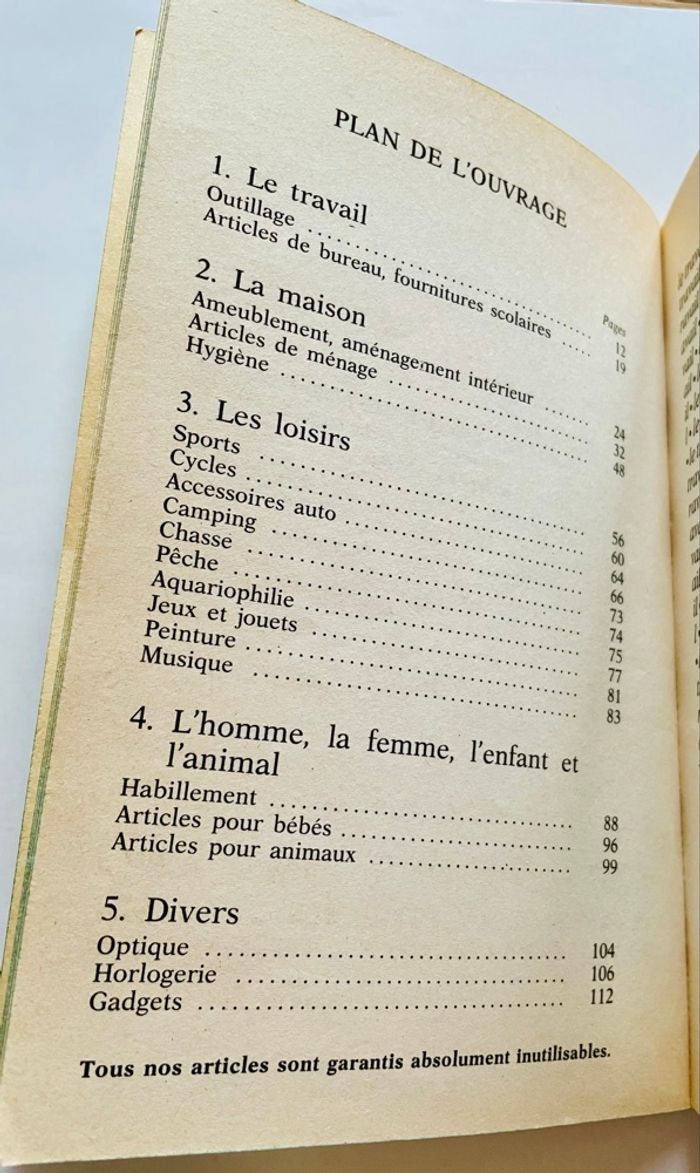 PLAN DE L'OUVRAGE
Pages
1. Le travail
Outillage .......... 12
Articles de bureau, fournitures scolaires ..... 19
2. La maison
Ameublement, aménagement intérieur ....... 24
Articles de ménage .......... 32
Hygiène .......... 48
3. Les loisirs
Sports .......... 56
Cycles .......... 60
Accessoires auto .......... 64
Camping .......... 66
Chasse .......... 73
Pêche .......... 74
Aquariophilie .......... 75
Jeux et jouets .......... 77
Peinture .......... 81
Musique .......... 83
4. L'homme, la femme, l'enfant et
l'animal
Habillement .......... 88
Articles pour bébés .......... 96
Articles pour animaux .......... 99
5. Divers
Optique .......... 104
Horlogerie .......... 106
Gadgets .......... 112
Tous nos articles sont garantis absolument inutilisables.